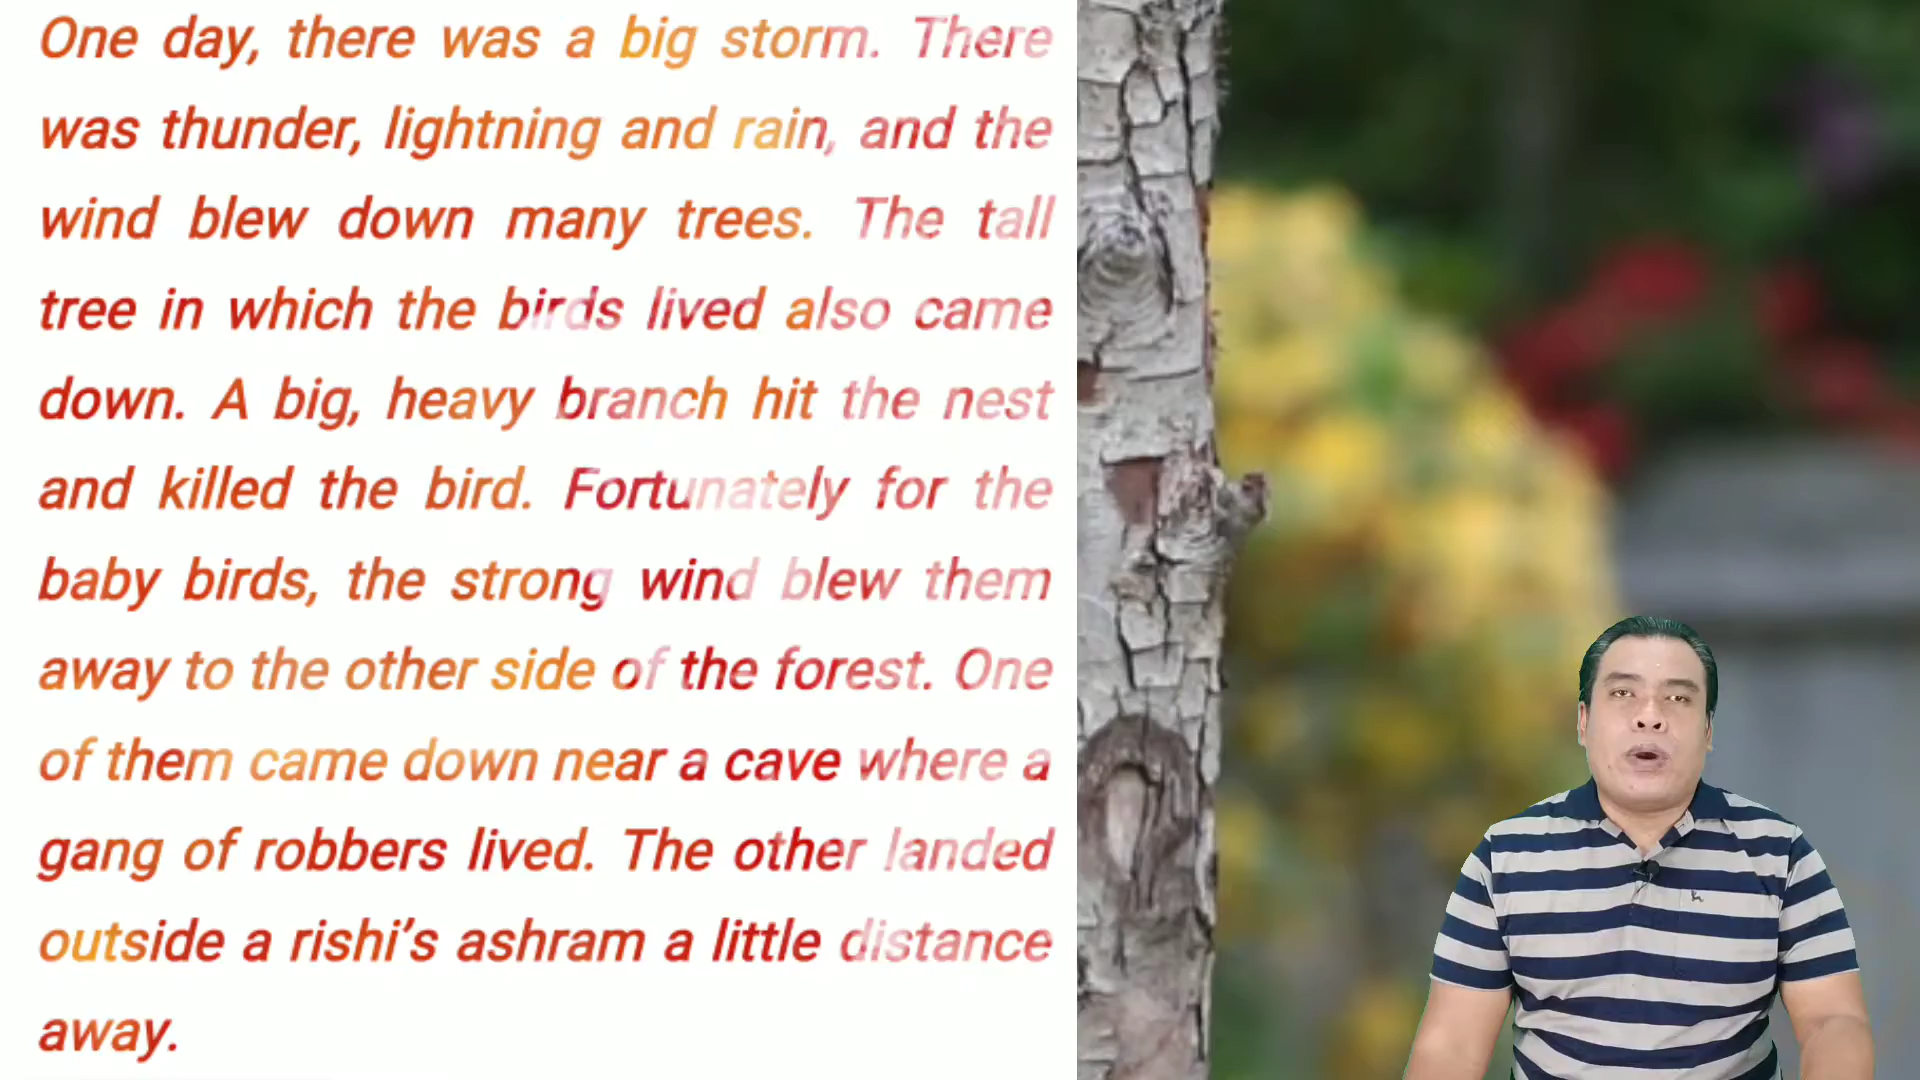 One day, there was a big storm. There
was thunder, lightning and rain, and the
wind blew down many trees. The tall
tree in which the birds lived also came
down. A big, heavy branch hit the nest
and killed the bird. Fortunately for the
baby birds, the strong wind blew them
away to the other side of the forest. One
of them came down near a cave where a
gang of robbers lived. The other landed
outside a rishi’s ashram a little distance
away.